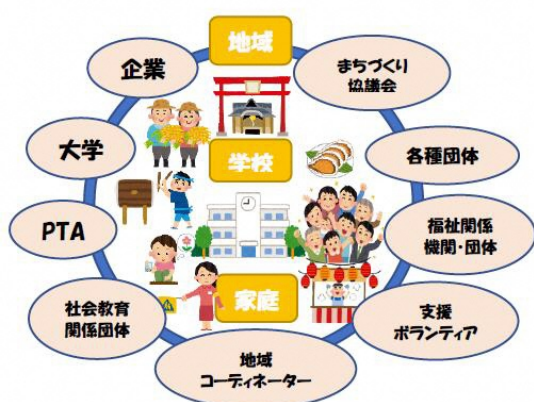 地域
企業
まちづくり
協議会
大学
学校
各種団体
PTA
福祉関係
機関・団体
家庭
社会教育
関係団体
支援
ボランティア
地域
コーディネーター